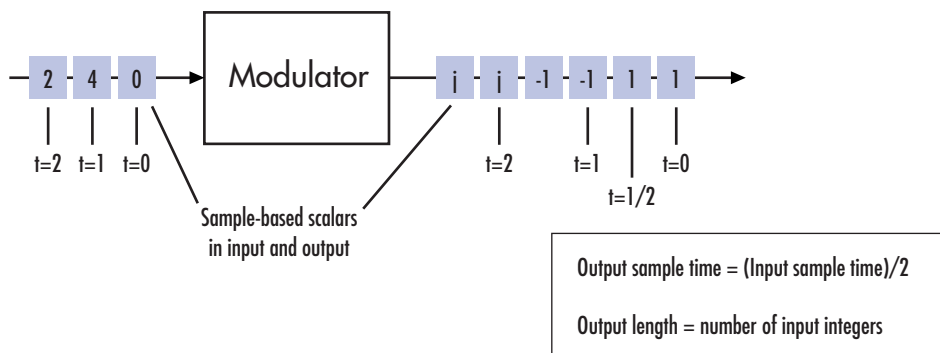 Modulator
2 4 0
j j -1 -1 1 1
t=2 t=1 t=0
t=2 t=1 t=0
t=1/2
Sample-based scalars
in input and output
Output sample time = (Input sample time)/2
Output length = number of input integers